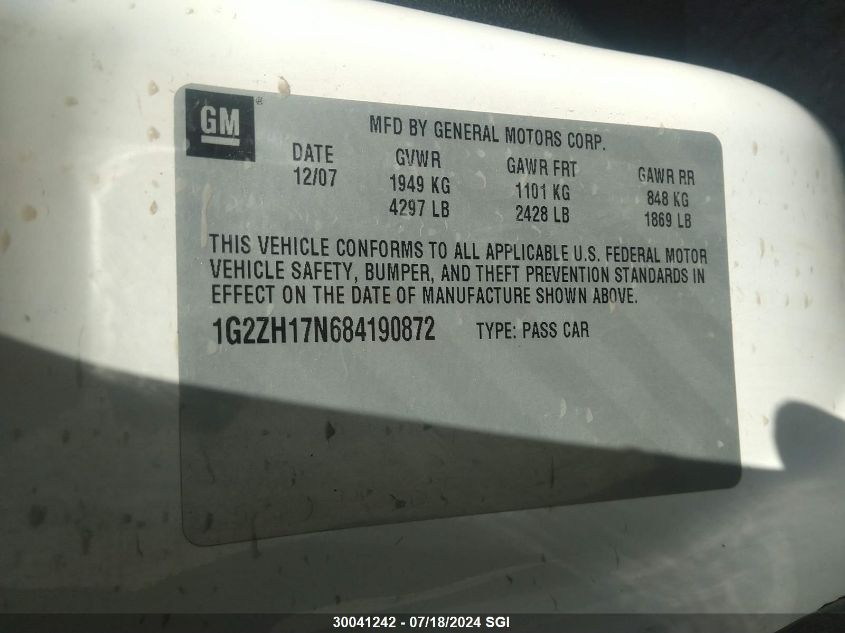 GM®
MFD BY GENERAL MOTORS CORP.
DATE GVWR GAWR FRT GAWR RR
12/07 1949 KG 1101 KG 848 KG
4297 LB 2428 LB 1869 LB
THIS VEHICLE CONFORMS TO ALL APPLICABLE U.S. FEDERAL MOTOR
VEHICLE SAFETY, BUMPER, AND THEFT PREVENTION STANDARDS IN
EFFECT ON THE DATE OF MANUFACTURE SHOWN ABOVE.
1G2ZH17N684190872 TYPE: PASS CAR
30041242 - 07/18/2024 SGI